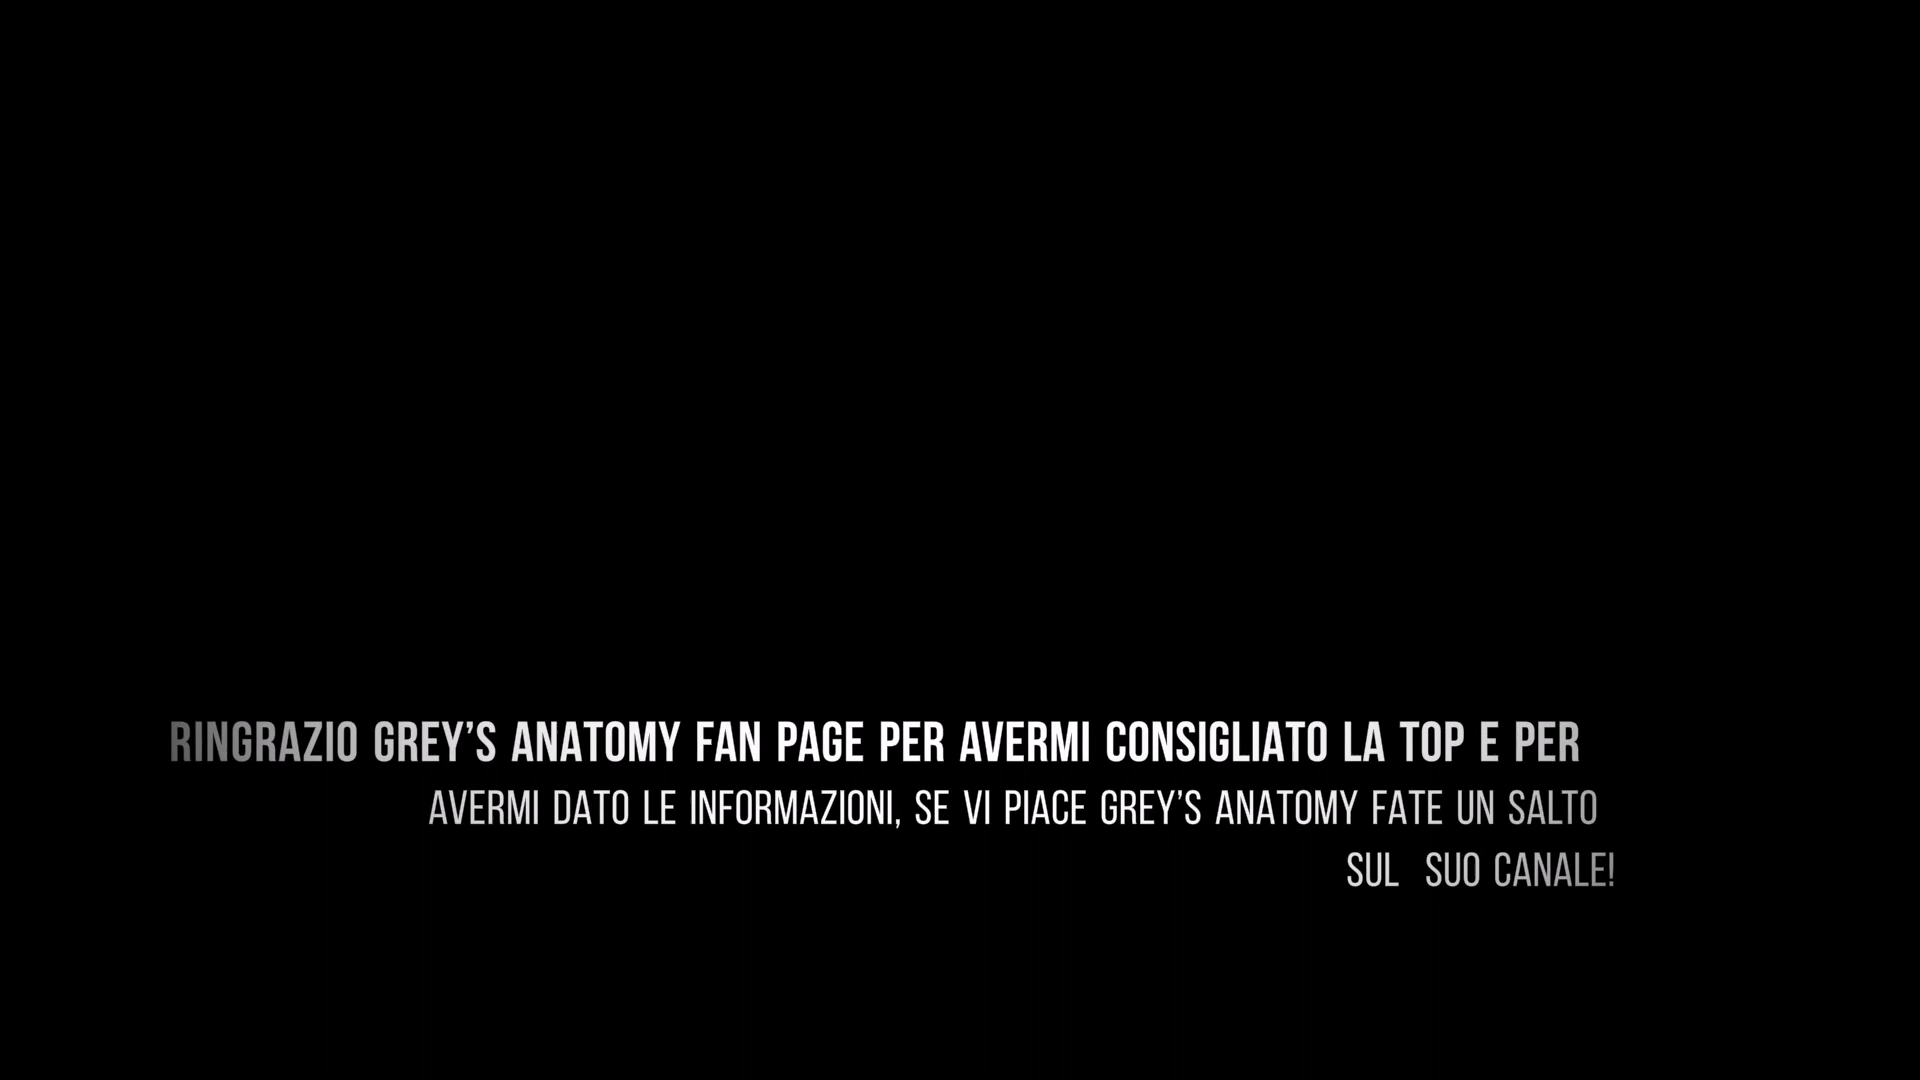 RINGRAZIO GREY’S ANATOMY FAN PAGE PER AVERMI CONSIGLIATO LA TOP E PER
AVERMI DATO LE INFORMAZIONI, SE VI PIACE GREY’S ANATOMY FATE UN SALTO
SUL SUO CANALE!